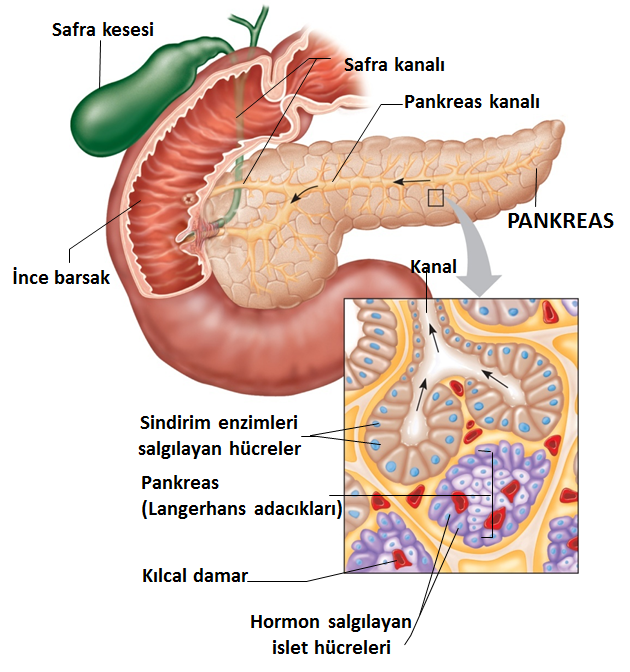 Safra kesesi
Safra kanalı
Pankreas kanalı
PANKREAS
İnce barsak
Kanal
Sindirim enzimleri
salgılayan hücreler
Pankreas
(Langerhans adacıkları)
Kılcal damar
Hormon salgılayan
islet hücreleri